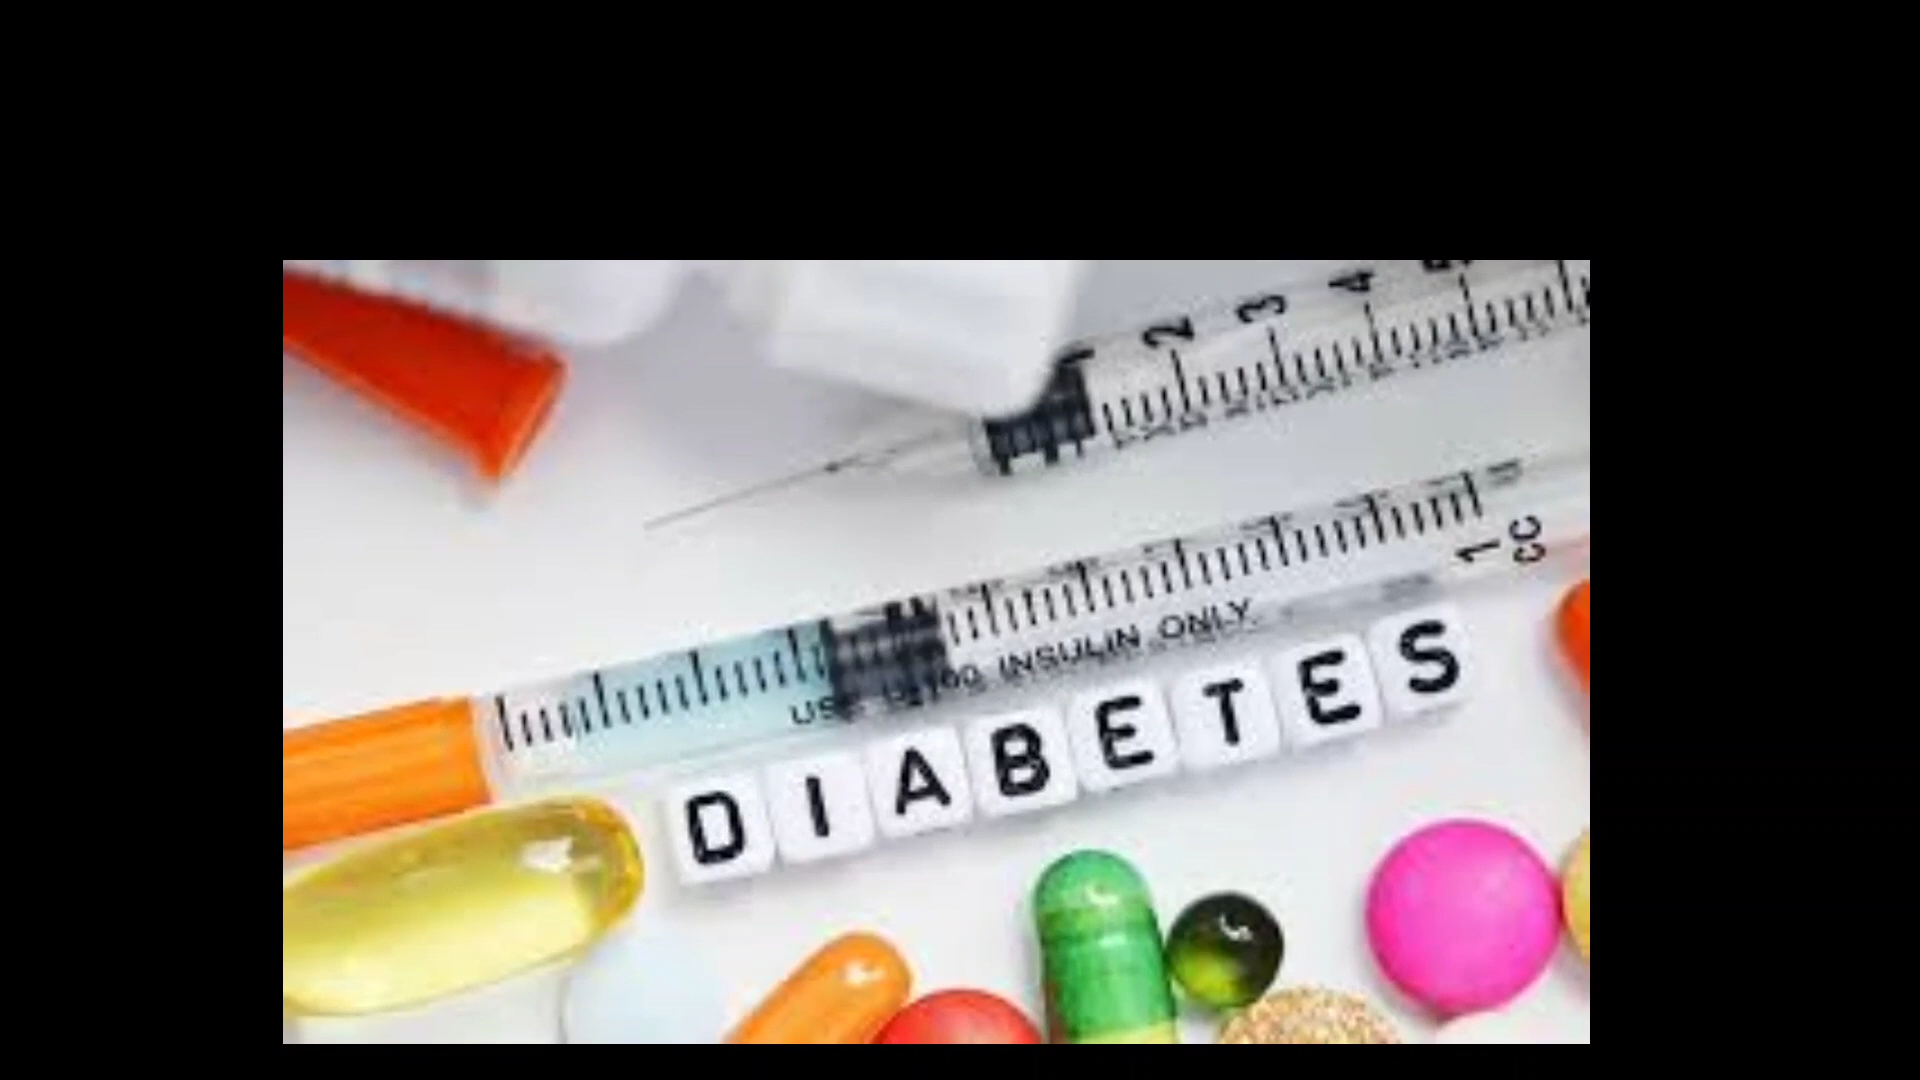 1 2 3 4
1
cc
INSULIN ONLY
DIABETES